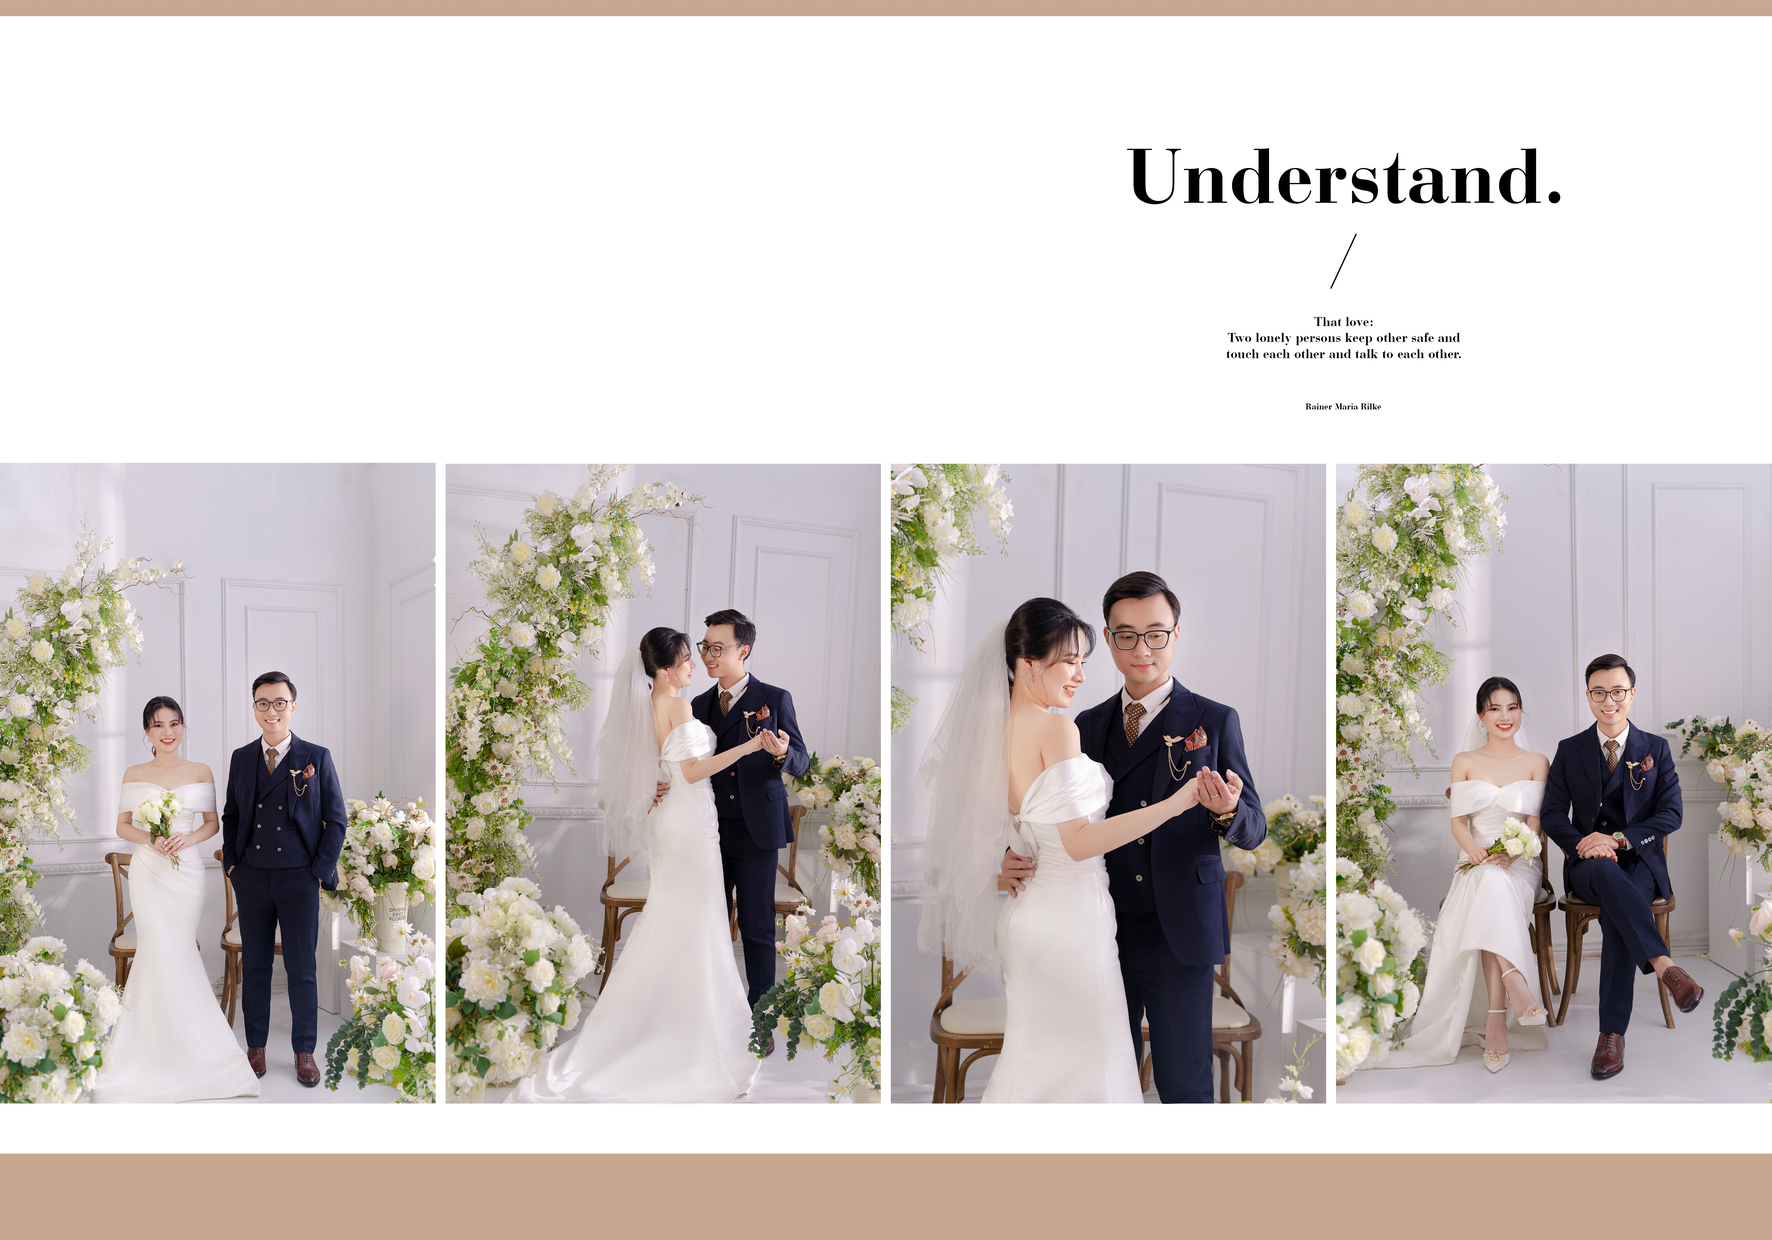 Understand.
That love:
Two lonely persons keep other safe and
touch each other and talk to each other.
Rainer Maria Rilke